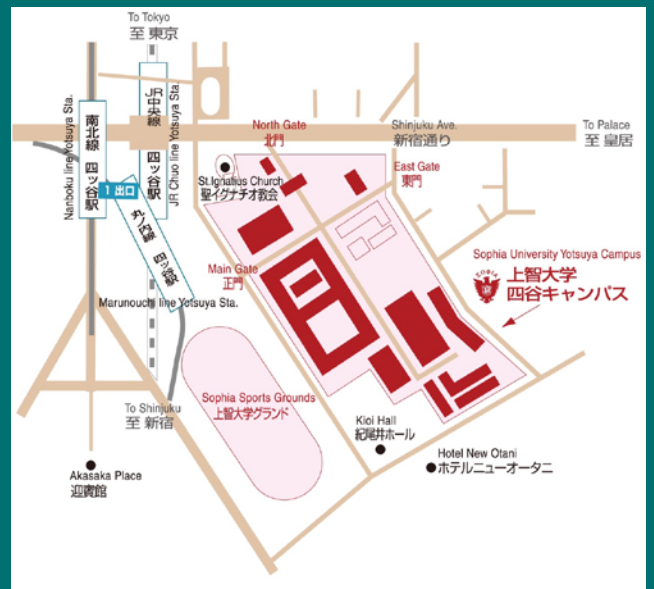 To Tokyo
至 東京
Nanboku line Yotsuya Sta.
南北線 四ッ谷駅
JR中央線 四ッ谷駅
JR Chuo line Yotsuya Sta.
1 出口
丸ノ内線 四ッ谷駅
Marunouchi line Yotsuya Sta.
North Gate
北門
Shinjuku Ave.
新宿通り
To Palace
至 皇居
St.Ignatius Church
聖イグナチオ教会
East Gate
東門
Main Gate
正門
Sophia University Yotsuya Campus
SOPHIA
上智大学
四谷キャンパス
Sophia Sports Grounds
上智大学グランド
To Shinjuku
至 新宿
Kioi Hall
紀尾井ホール
Hotel New Otani
ホテルニューオータニ
Akasaka Place
迎賓館